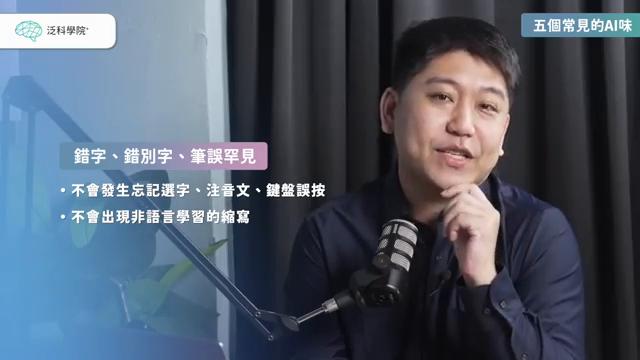 泛科學院
五個常見的AI味
錯字、錯別字、筆誤罕見
• 不會發生忘記選字、注音文、鍵盤誤按
• 不會出現非語言學習的縮寫